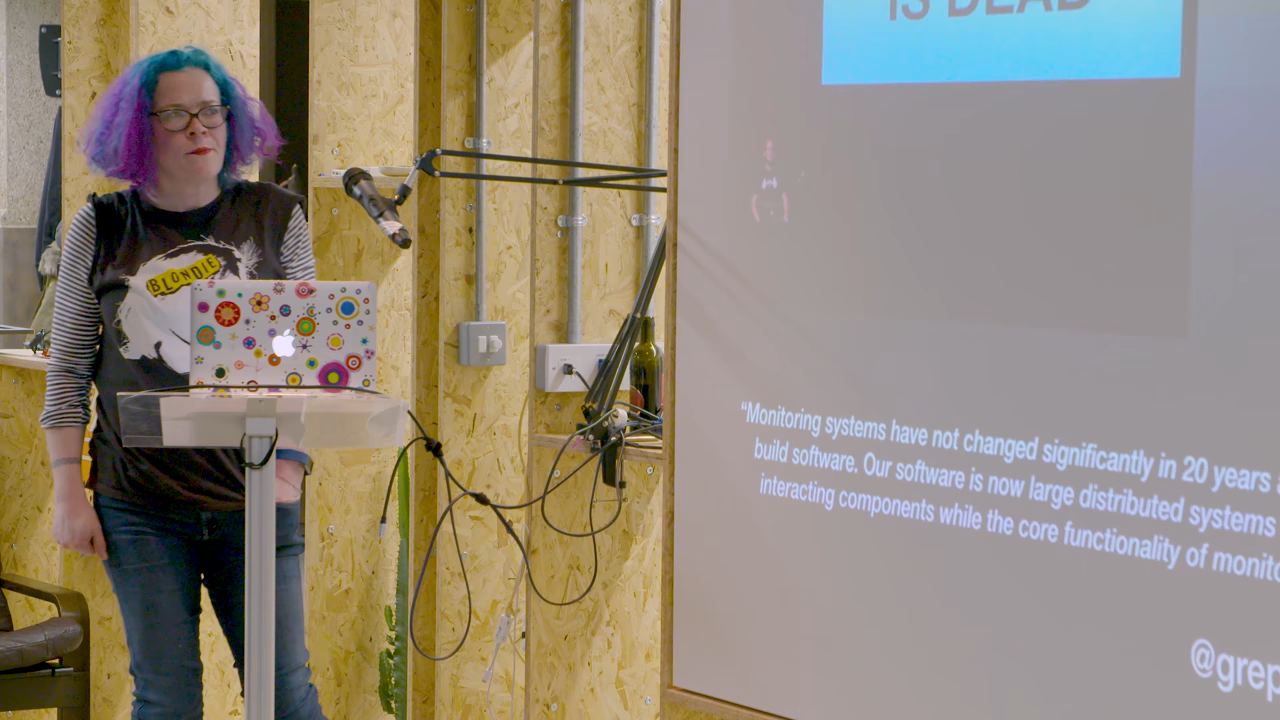 IS DEAD
BLONDIE
“Monitoring systems have not changed significantly in 20 years
build software. Our software is now large distributed systems
interacting components while the core functionality of monito
@grep